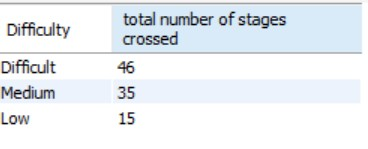 Difficulty total number of stages
crossed
Difficult 46
Medium 35
Low 15